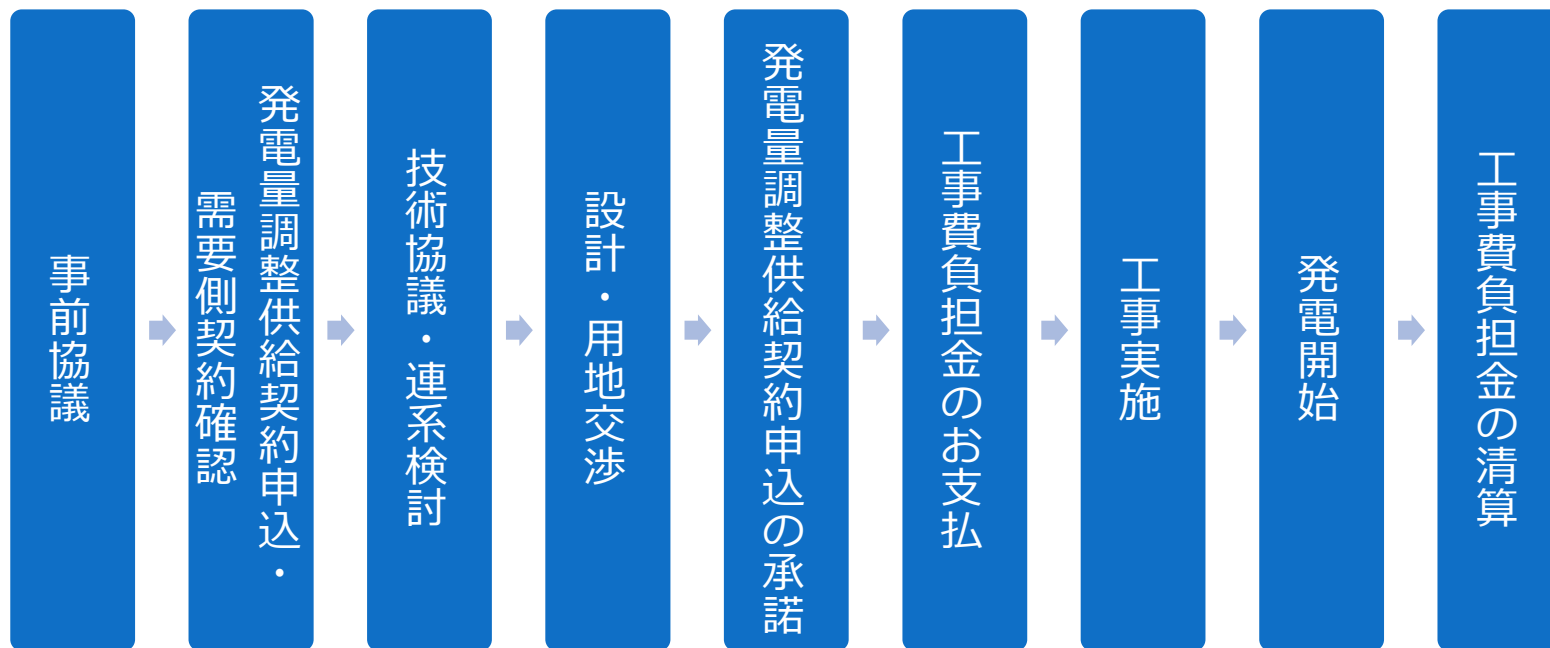 事前協議
発電量調整供給契約申込・
需要側契約確認
技術協議・連系検討
設計・用地交渉
発電量調整供給契約申込の承諾
工事費負担金のお支払
工事実施
発電開始
工事費負担金の清算